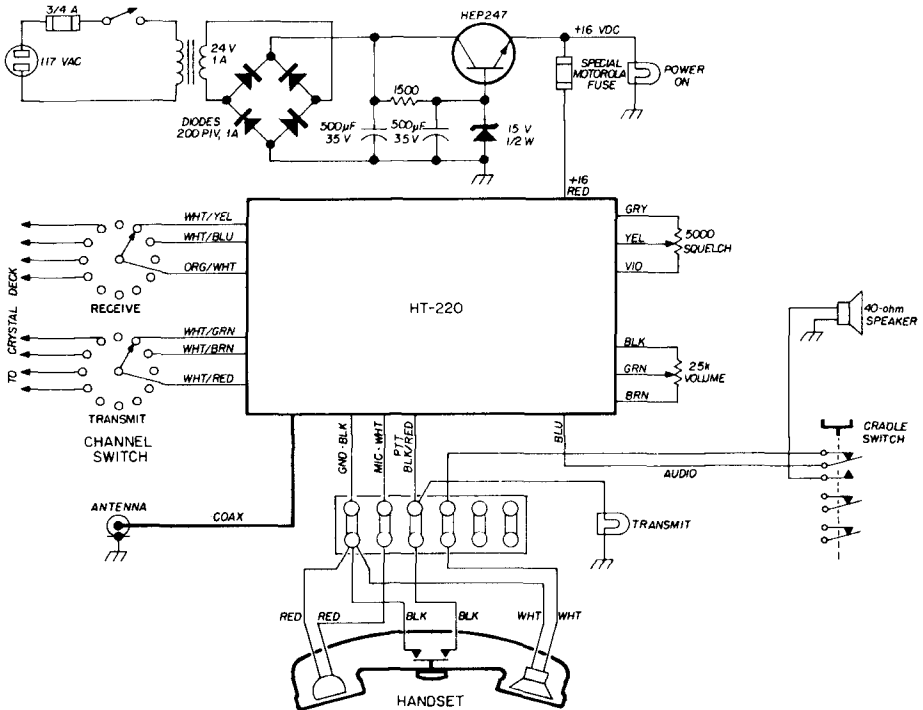 3/4 A
117 VAC
24 V
1 A
DIODES
200 PIV, 1A
500µF
35 V
1500
500µF
35 V
HEP247
15 V
1/2 W
+16 VDC
SPECIAL
MOTOROLA
FUSE
POWER
ON
+16
RED
WHT/YEL
WHT/BLU
ORG/WHT
RECEIVE
TO CRYSTAL DECK
WHT/GRN
WHT/BRN
WHT/RED
TRANSMIT
CHANNEL
SWITCH
HT-220
GRY
YEL
VIO
5000
SQUELCH
BLK
GRN
BRN
25k
VOLUME
40-ohm
SPEAKER
CRADLE
SWITCH
GND-BLK
MIC-WHT
PTT
BLK/RED
BLU
AUDIO
ANTENNA
COAX
TRANSMIT
RED
RED
BLK
BLK
WHT
WHT
HANDSET